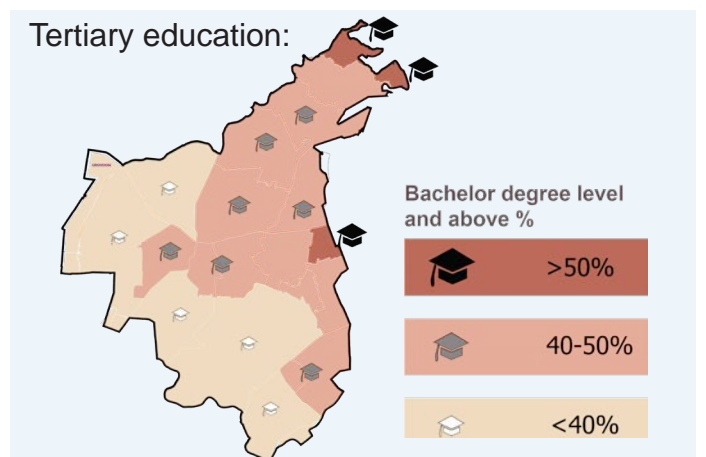 Tertiary education:
Bachelor degree level
and above %
>50%
40-50%
<40%